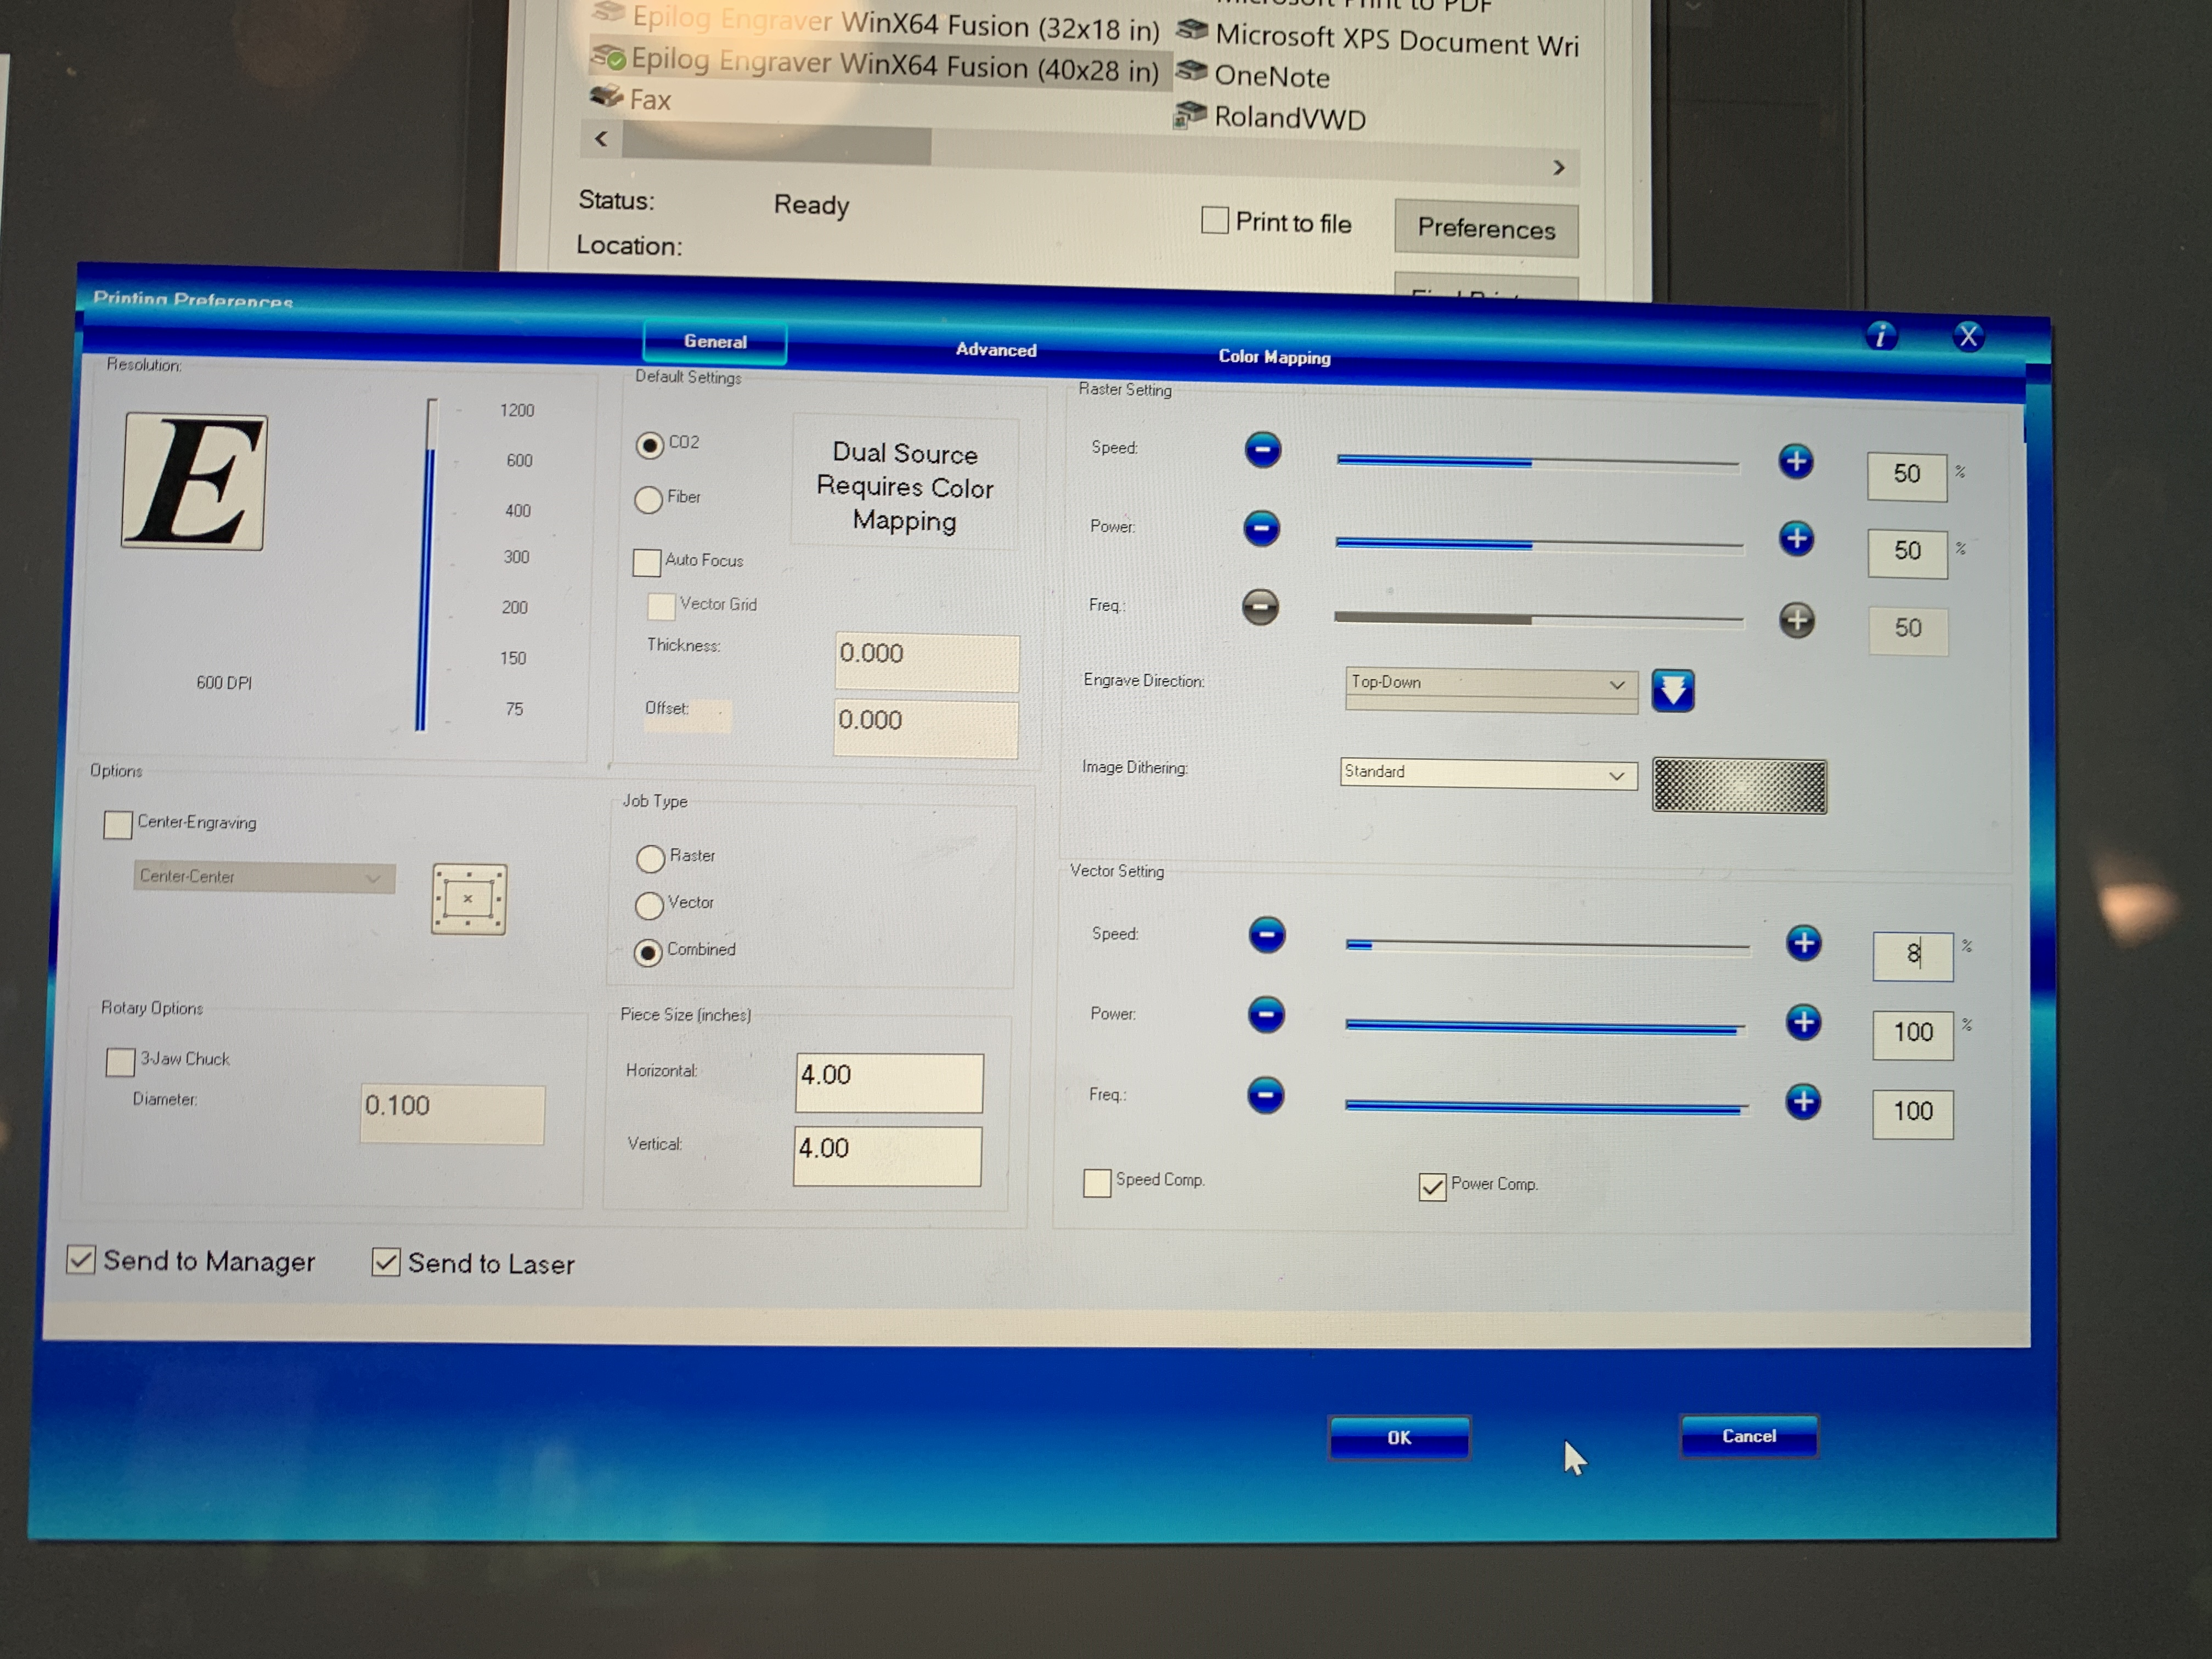 Microsoft Print to PDF
Epilog Engraver WinX64 Fusion (32x18 in)
Microsoft XPS Document Wri
Epilog Engraver WinX64 Fusion (40x28 in)
OneNote
Fax
RolandVWD
Status:
Ready
Print to file
Preferences
Location:
Printing Preferences
General
Advanced
Color Mapping
i
X
Resolution:
E
1200
600
400
300
200
150
75
600 DPI
Default Settings
CO2
Fiber
Dual Source
Requires Color
Mapping
Auto Focus
Vector Grid
Thickness:
0.000
Offset:
0.000
Raster Setting
Speed:
50
%
Power:
50
%
Freq.:
50
Engrave Direction:
Top-Down
Image Dithering:
Standard
Options
Center-Engraving
Center-Center
Job Type
Raster
Vector
Combined
Vector Setting
Speed:
8
%
Power:
100
%
Freq.:
100
Speed Comp.
Power Comp.
Rotary Options
3-Jaw Chuck
Diameter:
0.100
Piece Size (inches)
Horizontal:
4.00
Vertical:
4.00
Send to Manager
Send to Laser
OK
Cancel